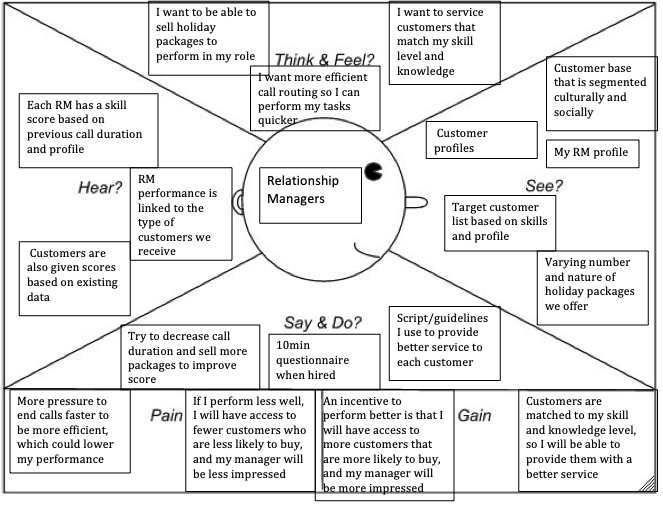 I want to be able to
sell holiday
packages to
perform in my role
I want to service
customers that
match my skill
level and
knowledge
Think & Feel?
I want more efficient
call routing so I can
perform my tasks
quicker
Customer base
that is segmented
culturally and
socially
Each RM has a skill
score based on
previous call duration
and profile
Customer
profiles
My RM profile
Hear?
RM
performance is
linked to the
type of
customers we
receive
Relationship
Managers
See?
Target customer
list based on skills
and profile
Customers are
also given scores
based on existing
data
Varying number
and nature of
holiday packages
we offer
Say & Do?
Try to decrease call
duration and sell more
packages to improve
score
10min
questionnaire
when hired
Script/guidelines
I use to provide
better service to
each customer
More pressure to
end calls faster to
be more efficient,
which could lower
my performance
Pain
If I perform less well,
I will have access to
fewer customers who
are less likely to buy,
and my manager will
be less impressed
An incentive to
perform better is that I
will have access to
more customers that
are more likely to buy,
and my manager will
be more impressed
Gain
Customers are
matched to my skill
and knowledge level,
so I will be able to
provide them with a
better service